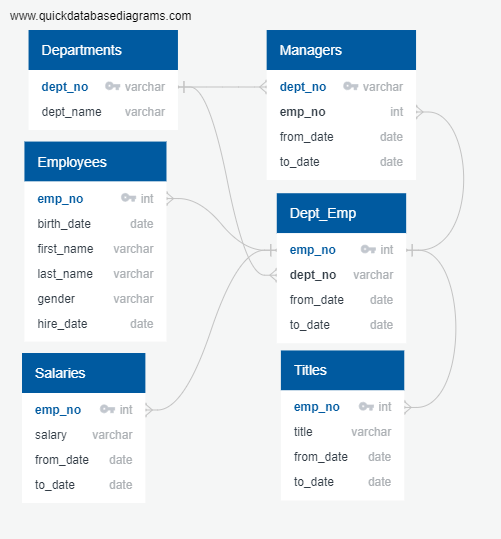 www.quickdatabasediagrams.com
Departments
dept_no varchar
dept_name varchar
Managers
dept_no varchar
emp_no int
from_date date
to_date date
Employees
emp_no int
birth_date date
first_name varchar
last_name varchar
gender varchar
hire_date date
Dept_Emp
emp_no int
dept_no varchar
from_date date
to_date date
Salaries
emp_no int
salary varchar
from_date date
to_date date
Titles
emp_no int
title varchar
from_date date
to_date date